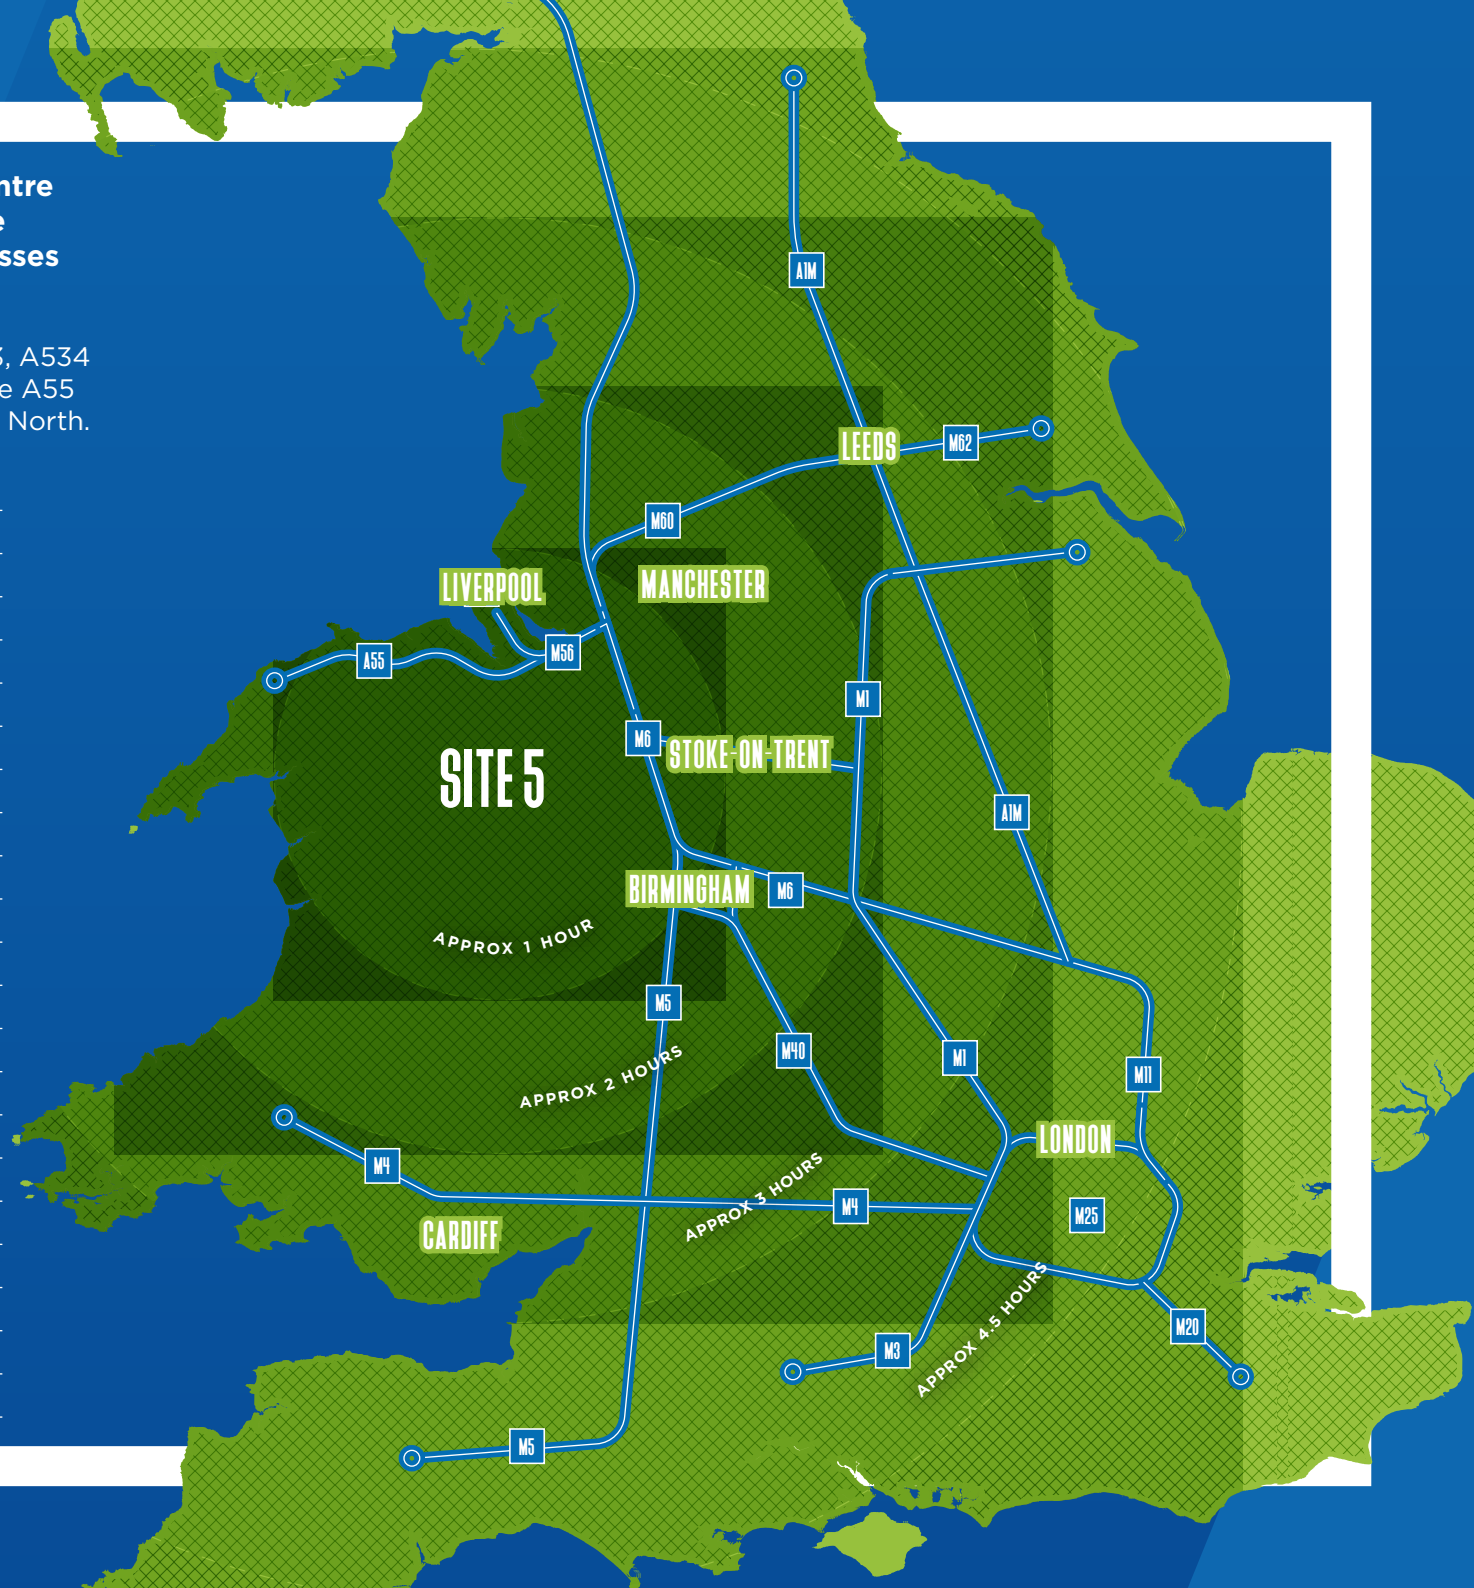 ntre
e
sses
, A534
e A55
North.
A1M
LEEDS
M62
M60
LIVERPOOL
MANCHESTER
A55
M56
M1
M6
STOKE-ON-TRENT
SITE 5
A1M
BIRMINGHAM
M6
APPROX 1 HOUR
M5
M40
M1
APPROX 2 HOURS
M11
LONDON
M4
APPROX 3 HOURS
M4
M25
CARDIFF
APPROX 4.5 HOURS
M20
M3
M5